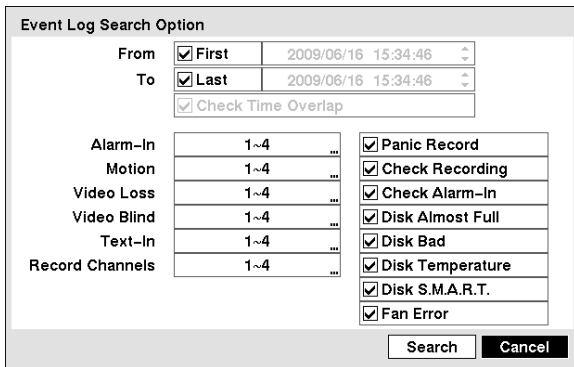 Event Log Search Option
From First 2009/06/16 15:34:46
To Last 2009/06/16 15:34:46
Check Time Overlap
Alarm-In 1~4 ... Panic Record
Motion 1~4 ... Check Recording
Video Loss 1~4 ... Check Alarm-In
Video Blind 1~4 ... Disk Almost Full
Text-In 1~4 ... Disk Bad
Record Channels 1~4 ... Disk Temperature
Disk S.M.A.R.T.
Fan Error
Search Cancel